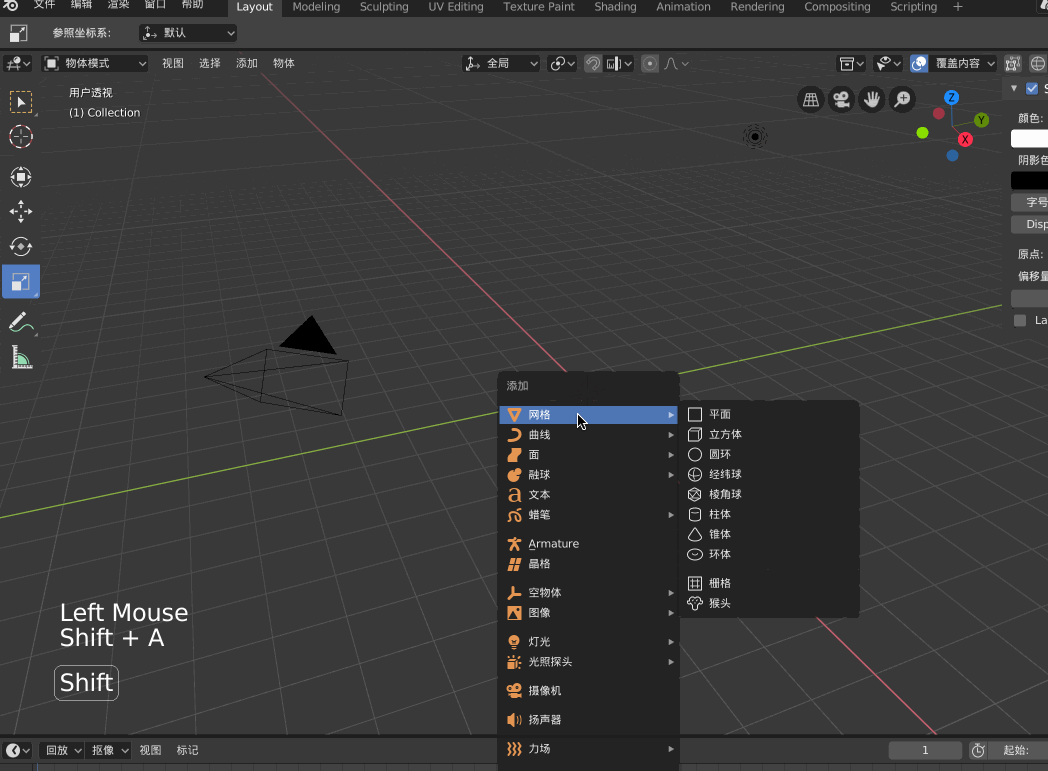 文件 编辑 渲染 窗口 帮助 Layout Modeling Sculpting UV Editing Texture Paint Shading Animation Rendering Compositing Scripting +
参照坐标系: 默认
物体模式 视图 选择 添加 物体 全局 覆盖内容
用户透视
(1) Collection
Z
Y
X
S
颜色:
阴影色
字号
Disp
原点:
偏移量
La
添加
网格
曲线
面
融球
文本
蜡笔
Armature
晶格
空物体
图像
灯光
光照探头
摄像机
扬声器
力场
平面
立方体
圆环
经纬球
棱角球
柱体
锥体
环体
栅格
猴头
Left Mouse
Shift + A
Shift
回放 抠像 视图 标记 1 起始: